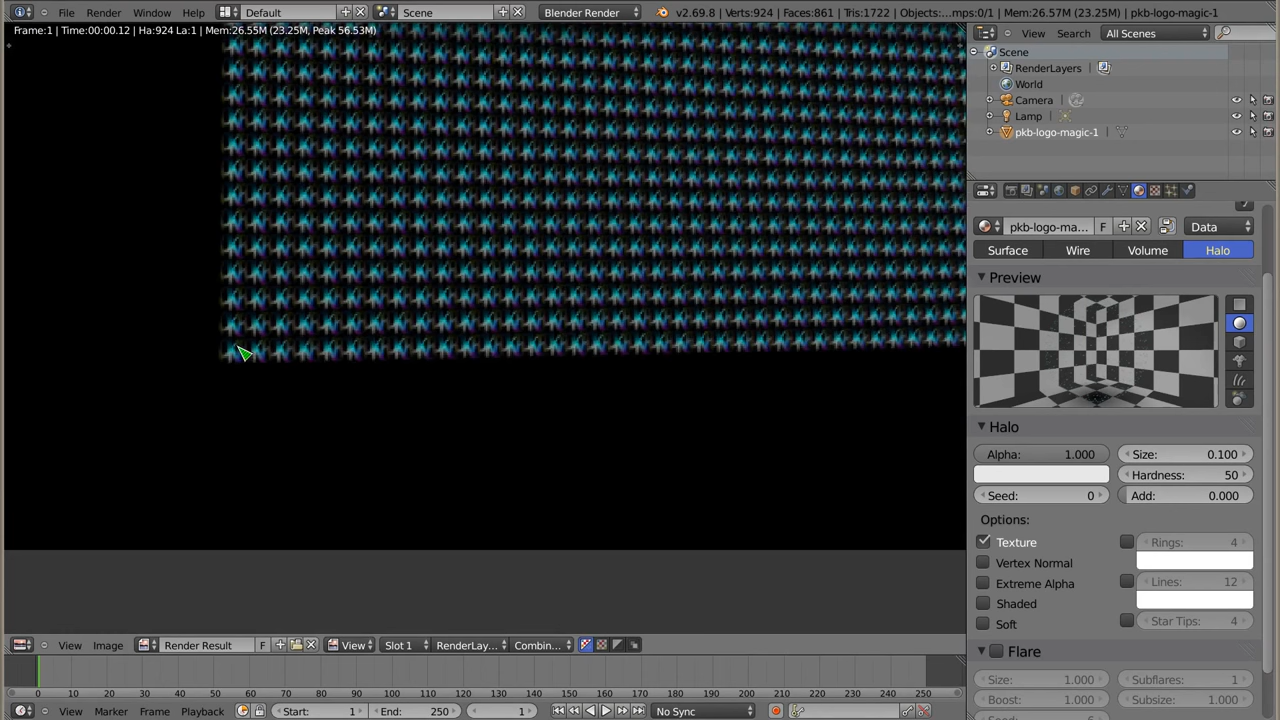 File Render Window Help Default Scene Blender Render v2.69.8 | Verts:924 | Faces:861 | Tris:1722 | Objects:...mps:0/1 | Mem:26.57M (23.25M) | pkb-logo-magic-1
Frame:1 | Time:00:00.12 | Ha:924 La:1 | Mem:26.55M (23.25M, Peak 56.53M)
View Search All Scenes
Scene
RenderLayers
World
Camera
Lamp
pkb-logo-magic-1
pkb-logo-ma... F Data
Surface Wire Volume Halo
Preview
Halo
Alpha: 1.000 Size: 0.100
Hardness: 50
Seed: 0 Add: 0.000
Options:
Texture Rings: 4
Vertex Normal
Extreme Alpha Lines: 12
Shaded
Soft Star Tips: 4
Flare
Size: 1.000 Subflares: 1
Boost: 1.000 Subsize: 1.000
View Image Render Result F View Slot 1 RenderLay... Combin...
0 10 20 30 40 50 60 70 80 90 100 110 120 130 140 150 160 170 180 190 200 210 220 230 240 250
View Marker Frame Playback Start: 1 End: 250 1 No Sync